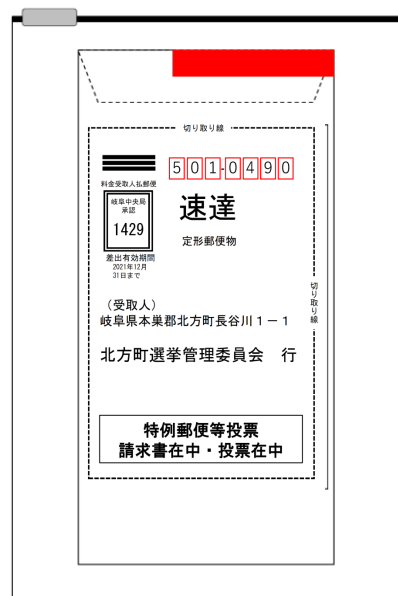 切り取り線
501-0490
料金受取人払郵便
岐阜中央局
承認
1429
差出有効期間
2021年12月
31日まで
速達
定形郵便物
切り取り線
(受取人)
岐阜県本巣郡北方町長谷川1-1
北方町選挙管理委員会 行
特例郵便等投票
請求書在中・投票在中